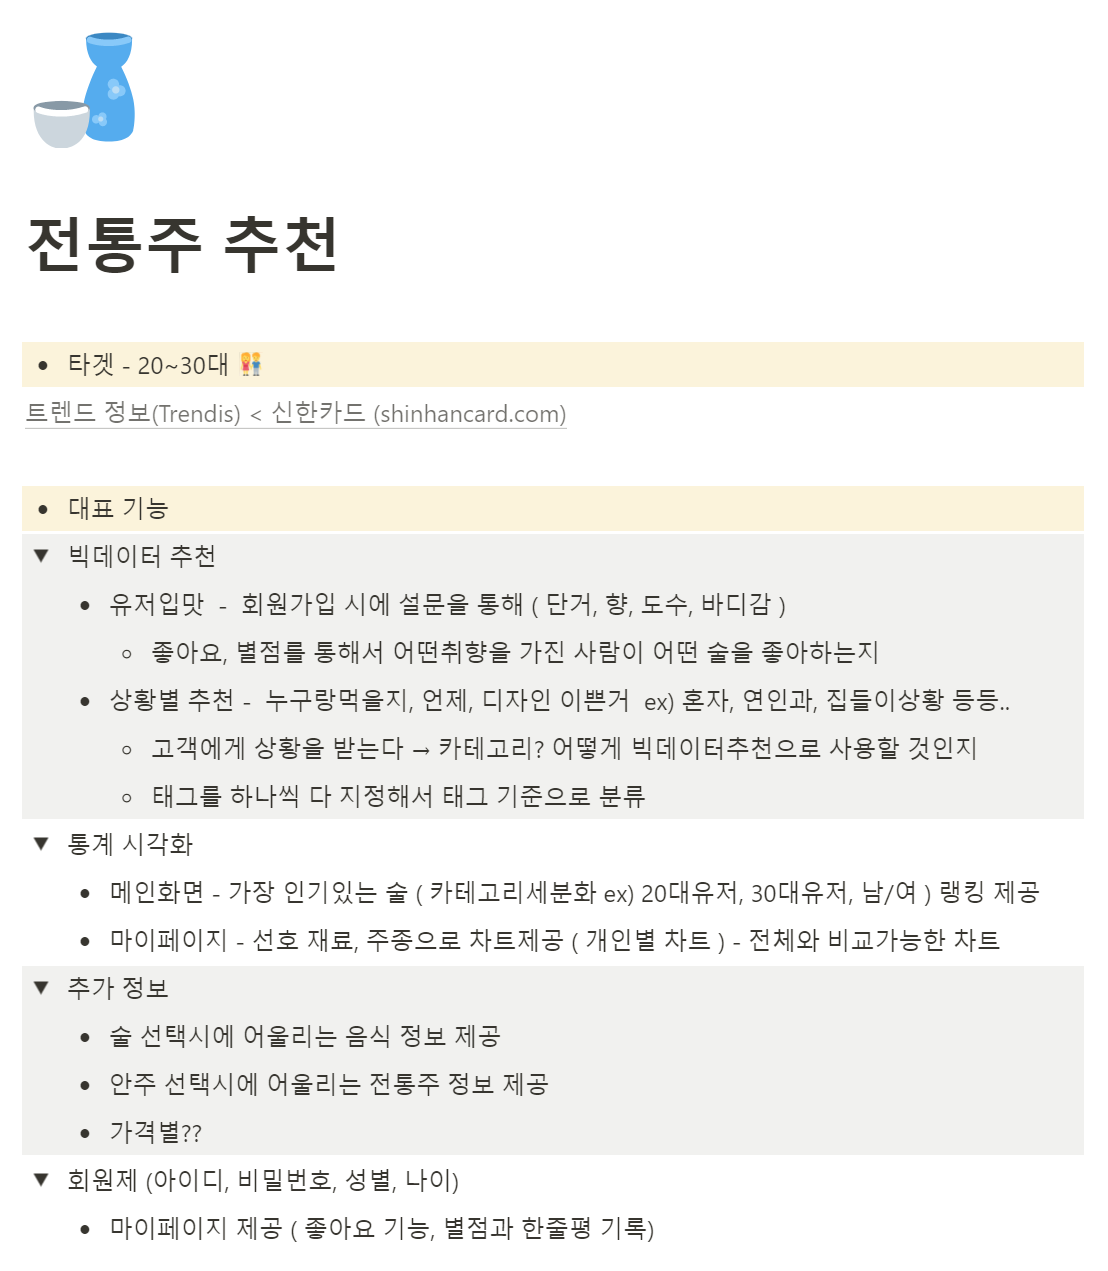 전통주 추천
• 타겟 - 20~30대 👫
트렌드 정보(Trendis) < 신한카드 (shinhancard.com)
• 대표 기능
▼ 빅데이터 추천
• 유저입맛 - 회원가입 시에 설문을 통해 ( 단거, 향, 도수, 바디감 )
◦ 좋아요, 별점를 통해서 어떤취향을 가진 사람이 어떤 술을 좋아하는지
• 상황별 추천 - 누구랑먹을지, 언제, 디자인 이쁜거 ex) 혼자, 연인과, 집들이상황 등등..
◦ 고객에게 상황을 받는다 → 카테고리? 어떻게 빅데이터추천으로 사용할 것인지
◦ 태그를 하나씩 다 지정해서 태그 기준으로 분류
▼ 통계 시각화
• 메인화면 - 가장 인기있는 술 ( 카테고리세분화 ex) 20대유저, 30대유저, 남/여 ) 랭킹 제공
• 마이페이지 - 선호 재료, 주종으로 차트제공 ( 개인별 차트 ) - 전체와 비교가능한 차트
▼ 추가 정보
• 술 선택시에 어울리는 음식 정보 제공
• 안주 선택시에 어울리는 전통주 정보 제공
• 가격별??
▼ 회원제 (아이디, 비밀번호, 성별, 나이)
• 마이페이지 제공 ( 좋아요 기능, 별점과 한줄평 기록)